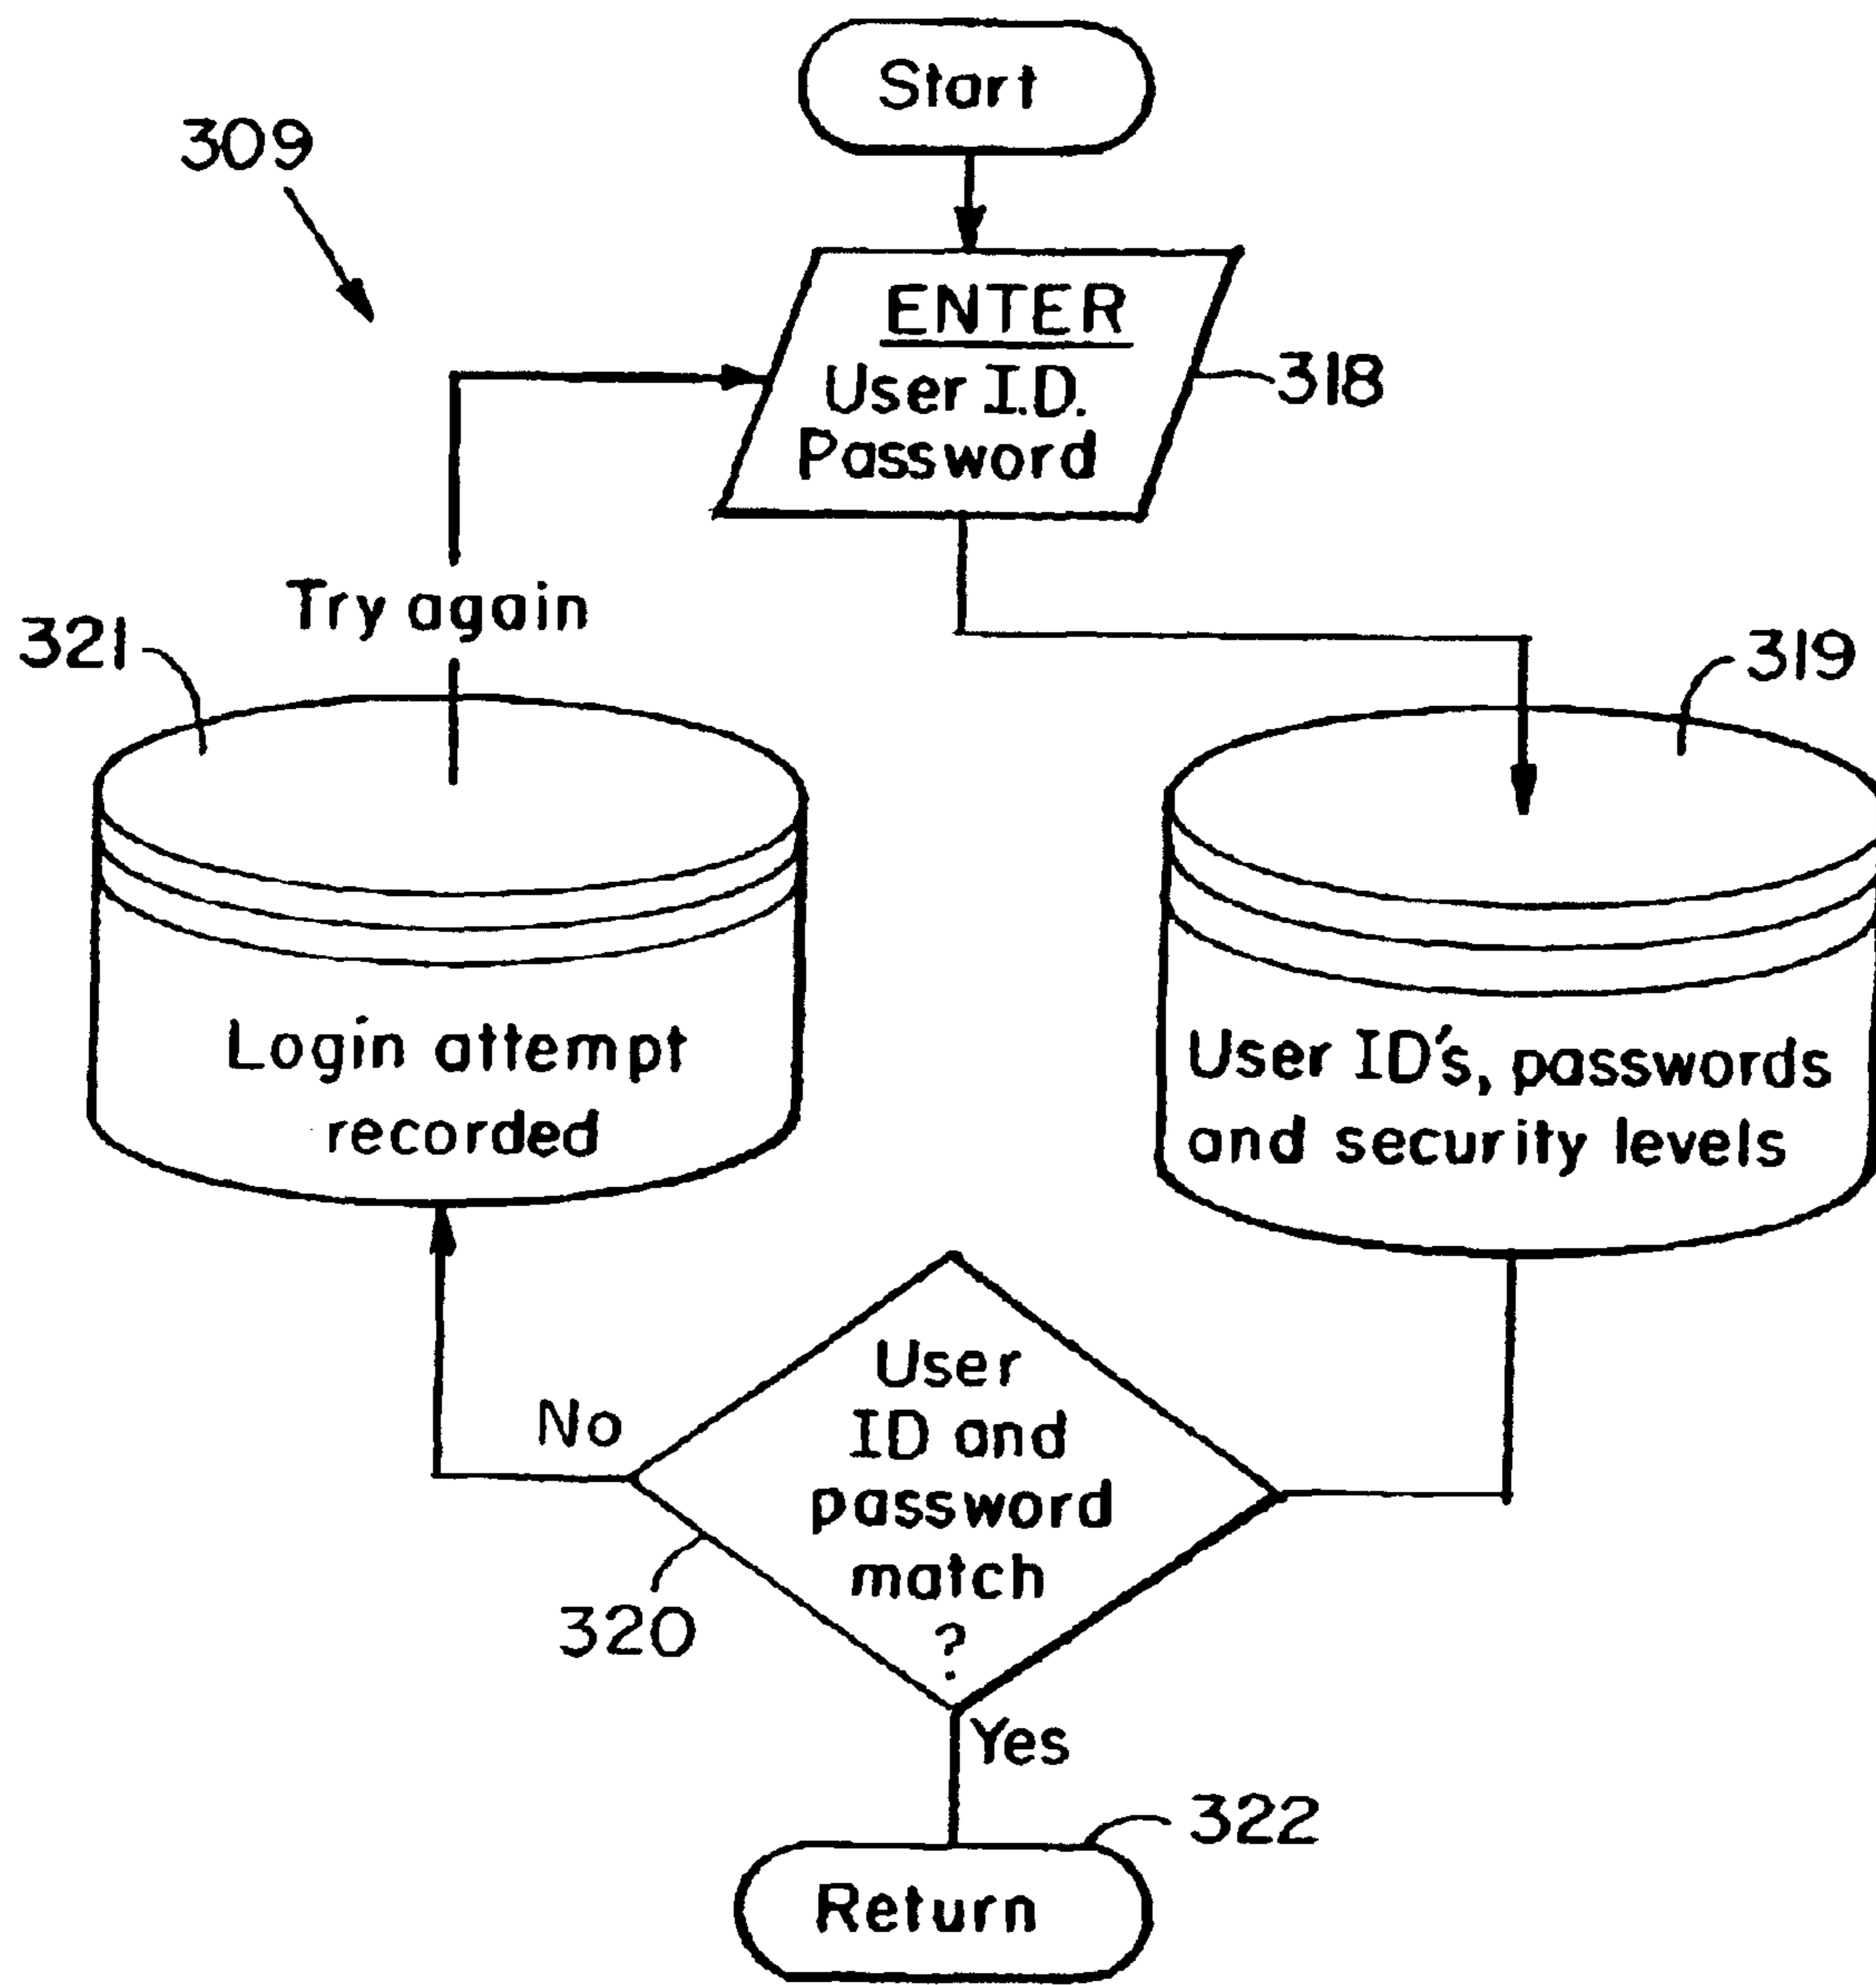 Start
309
ENTER
User I.D.
Password
318
Try again
321
319
Login attempt
recorded
User ID's, passwords
and security levels
No
User
ID and
password
match
?
320
Yes
322
Return